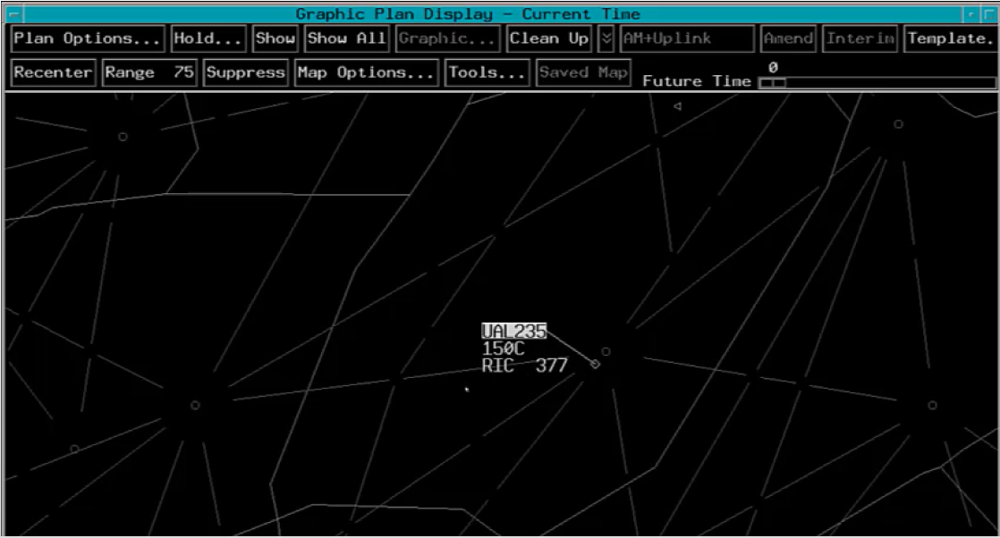 Graphic Plan Display - Current Time
Plan Options... Hold... Show Show All Graphic... Clean Up AM+Uplink Amend Interim Template.
Recenter Range 75 Suppress Map Options... Tools... Saved Map Future Time 0
UAL235
150C
RIC 377